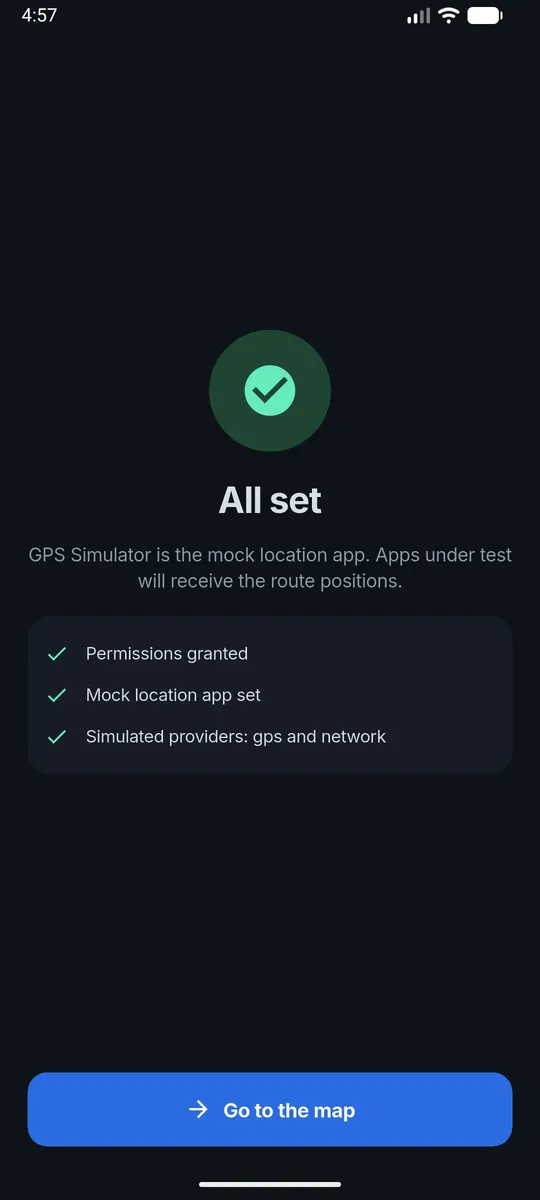 4:57
All set
GPS Simulator is the mock location app. Apps under test
will receive the route positions.
Permissions granted
Mock location app set
Simulated providers: gps and network
Go to the map